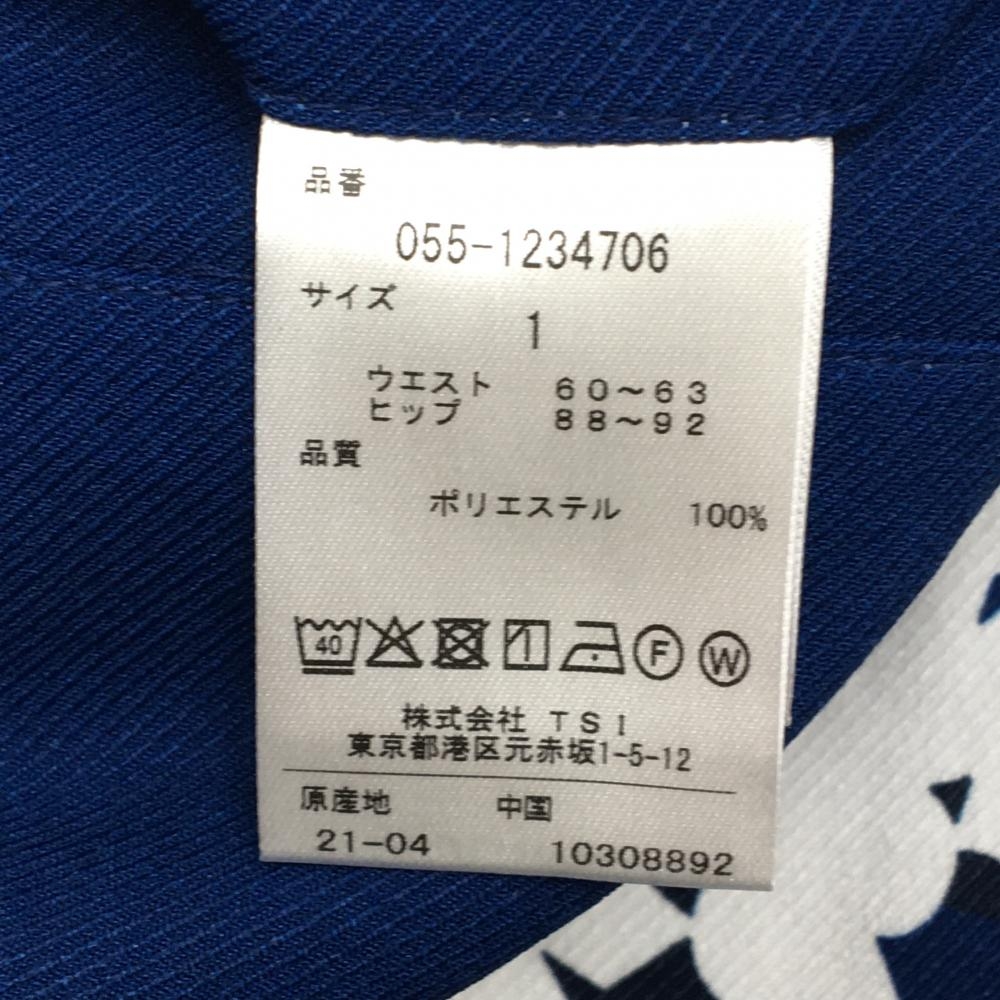 品番
055-1234706
サイズ
1
ウエスト 60〜63
ヒップ 88〜92
品質
ポリエステル 100%
40 F W
株式会社 TSI
東京都港区元赤坂1-5-12
原産地 中国
21-04 10308892